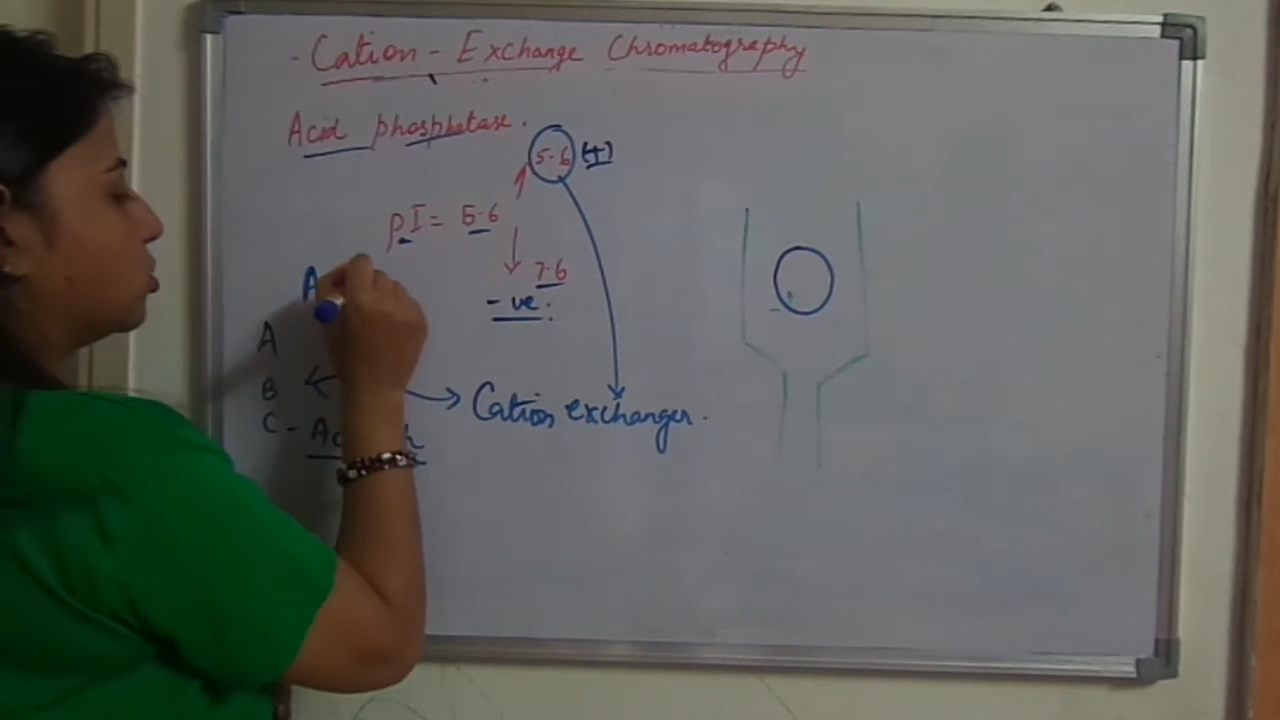 - Cation - Exchange Chromatography
Acid phosphatase.
5.6 (+)
pI = 5.6
7.6
- ve.
A
A
B
C -
Cation exchanger.